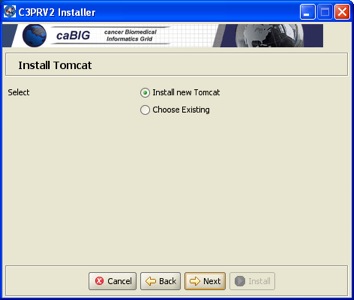 C3PRV2 Installer
caBIG cancer Biomedical
Informatics Grid
Install Tomcat
Select Install new Tomcat
Choose Existing
Cancel Back Next Install